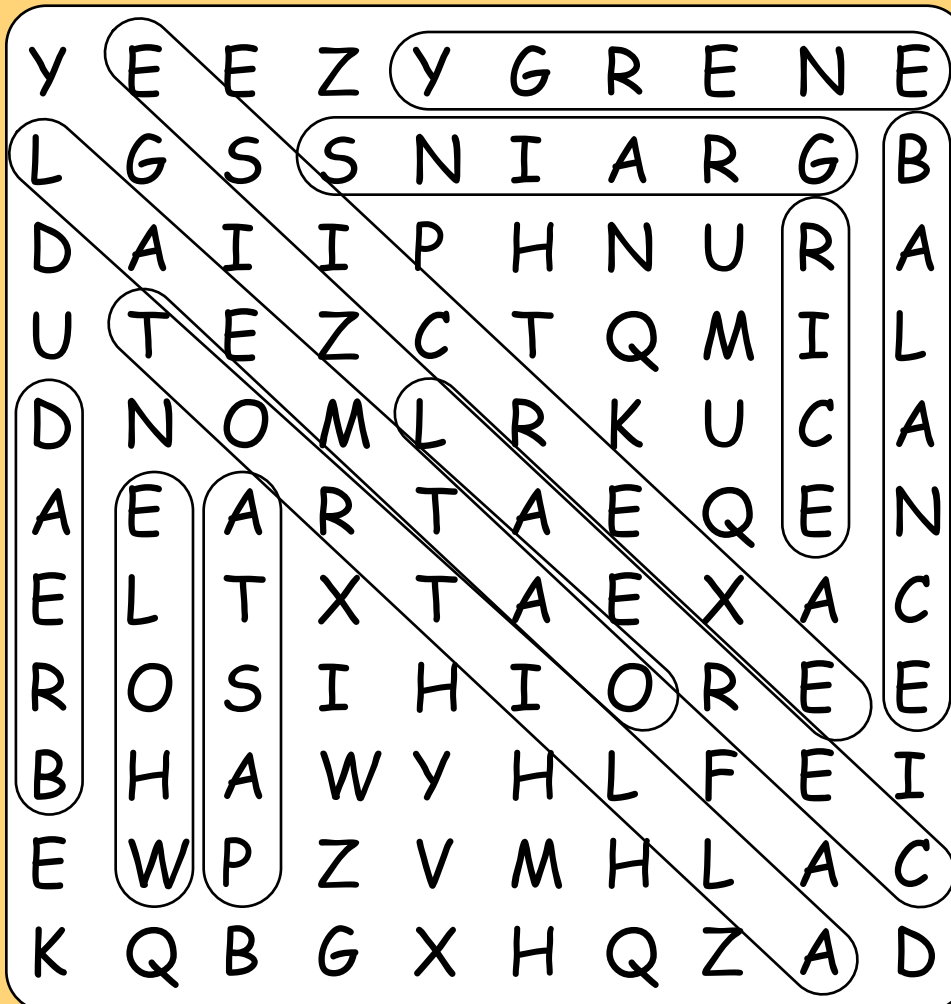 Y E E Z Y G R E N E
L G S S N I A R G B
D A I I P H N U R A
U T E Z C T Q M I L
D N O M L R K U C A
A E A R T A E Q E N
E L T X T A E X A C
R O S I H I O R E E
B H A W Y H L F E I
E W P Z V M H L A C
K Q B G X H Q Z A D